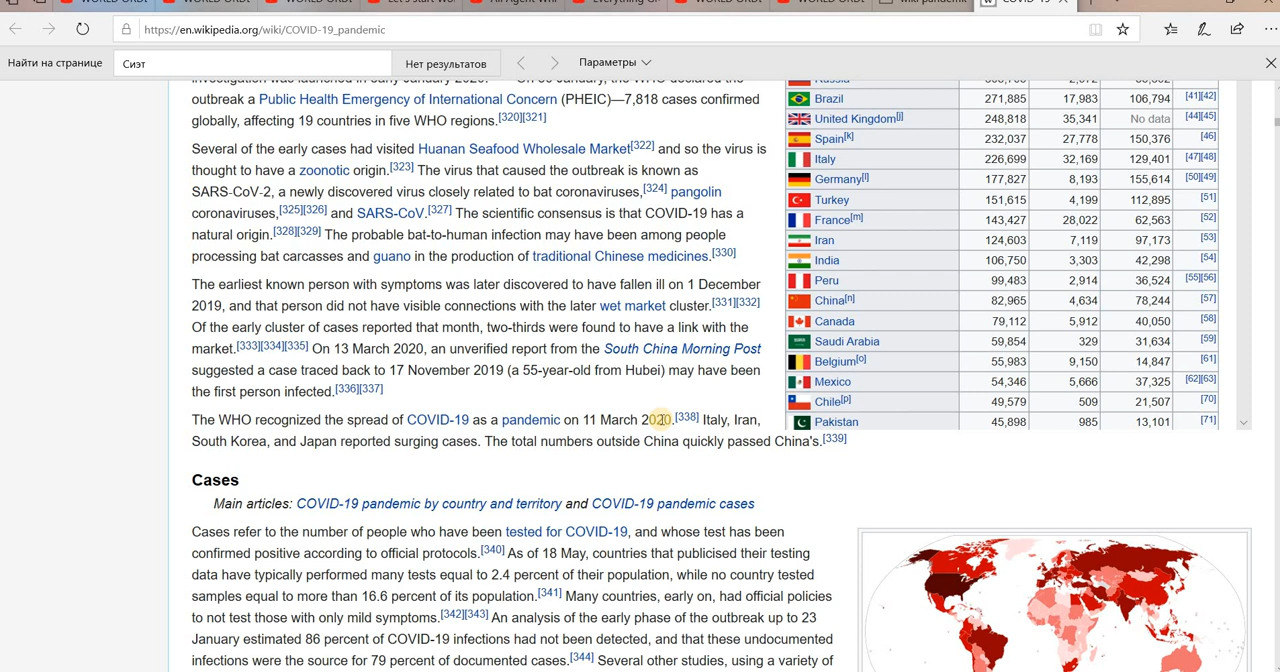 WORLD ORDE
WORLD ORDE
WORLD ORDE
Let's start wo
AI Agent Will
Everything Gr
WORLD ORDE
WORLD ORDE
wiki pandemic
COVID-19
https://en.wikipedia.org/wiki/COVID-19_pandemic
Найти на странице
Сиэт
Нет результатов
Параметры
outbreak a Public Health Emergency of International Concern (PHEIC)—7,818 cases confirmed
globally, affecting 19 countries in five WHO regions.[320][321]
Several of the early cases had visited Huanan Seafood Wholesale Market[322] and so the virus is
thought to have a zoonotic origin.[323] The virus that caused the outbreak is known as
SARS-CoV-2, a newly discovered virus closely related to bat coronaviruses,[324] pangolin
coronaviruses,[325][326] and SARS-CoV.[327] The scientific consensus is that COVID-19 has a
natural origin.[328][329] The probable bat-to-human infection may have been among people
processing bat carcasses and guano in the production of traditional Chinese medicines.[330]
The earliest known person with symptoms was later discovered to have fallen ill on 1 December
2019, and that person did not have visible connections with the later wet market cluster.[331][332]
Of the early cluster of cases reported that month, two-thirds were found to have a link with the
market.[333][334][335] On 13 March 2020, an unverified report from the South China Morning Post
suggested a case traced back to 17 November 2019 (a 55-year-old from Hubei) may have been
the first person infected.[336][337]
The WHO recognized the spread of COVID-19 as a pandemic on 11 March 2020.[338] Italy, Iran,
South Korea, and Japan reported surging cases. The total numbers outside China quickly passed China's.[339]
Russia
Brazil 271,885 17,983 106,794 [41][42]
United Kingdom[j] 248,818 35,341 No data [44][45]
Spain[k] 232,037 27,778 150,376 [46]
Italy 226,699 32,169 129,401 [47][48]
Germany[l] 177,827 8,193 155,614 [50][49]
Turkey 151,615 4,199 112,895 [51]
France[m] 143,427 28,022 62,563 [52]
Iran 124,603 7,119 97,173 [53]
India 106,750 3,303 42,298 [54]
Peru 99,483 2,914 36,524 [55][56]
China[n] 82,965 4,634 78,244 [57]
Canada 79,112 5,912 40,050 [58]
Saudi Arabia 59,854 329 31,634 [59]
Belgium[o] 55,983 9,150 14,847 [61]
Mexico 54,346 5,666 37,325 [62][63]
Chile[p] 49,579 509 21,507 [70]
Pakistan 45,898 985 13,101 [71]
Cases
Main articles: COVID-19 pandemic by country and territory and COVID-19 pandemic cases
Cases refer to the number of people who have been tested for COVID-19, and whose test has been
confirmed positive according to official protocols.[340] As of 18 May, countries that publicised their testing
data have typically performed many tests equal to 2.4 percent of their population, while no country tested
samples equal to more than 16.6 percent of its population.[341] Many countries, early on, had official policies
to not test those with only mild symptoms.[342][343] An analysis of the early phase of the outbreak up to 23
January estimated 86 percent of COVID-19 infections had not been detected, and that these undocumented
infections were the source for 79 percent of documented cases.[344] Several other studies, using a variety of